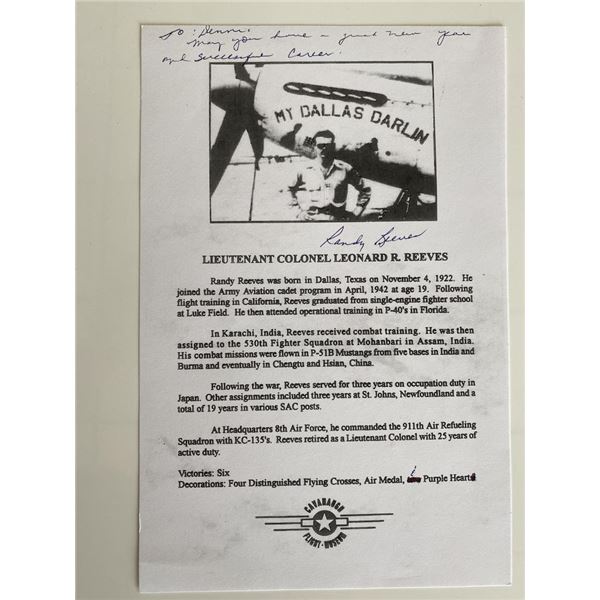 To: Dennis
May you have a great New Year
and successful Career.
MY DALLAS DARLIN
Randy Reeves
LIEUTENANT COLONEL LEONARD R. REEVES
Randy Reeves was born in Dallas, Texas on November 4, 1922. He
joined the Army Aviation cadet program in April, 1942 at age 19. Following
flight training in California, Reeves graduated from single-engine fighter school
at Luke Field. He then attended operational training in P-40's in Florida.
In Karachi, India, Reeves received combat training. He was then
assigned to the 530th Fighter Squadron at Mohanbari in Assam, India.
His combat missions were flown in P-51B Mustangs from five bases in India and
Burma and eventually in Chengtu and Hsian, China.
Following the war, Reeves served for three years on occupation duty in
Japan. Other assignments included three years at St. Johns, Newfoundland and a
total of 19 years in various SAC posts.
At Headquarters 8th Air Force, he commanded the 911th Air Refueling
Squadron with KC-135's. Reeves retired as a Lieutenant Colonel with 25 years of
active duty.
Victories: Six
Decorations: Four Distinguished Flying Crosses, Air Medal, Purple Heart
CAVANAUGH
FLIGHT MUSEUM